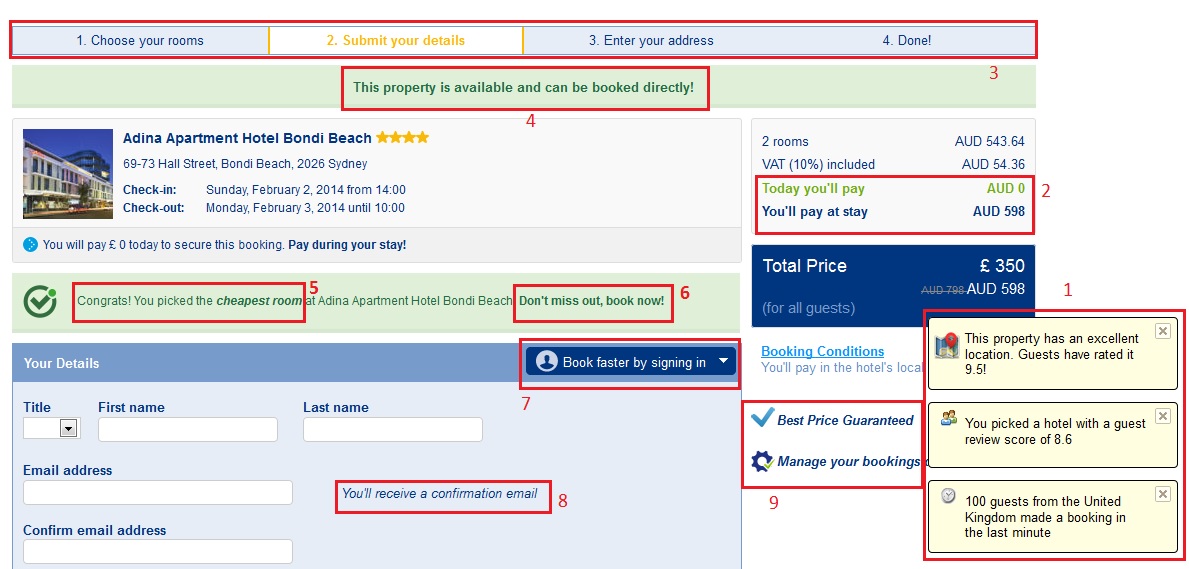 1. Choose your rooms
2. Submit your details
3. Enter your address
4. Done!
3
This property is available and can be booked directly!
4
Adina Apartment Hotel Bondi Beach
69-73 Hall Street, Bondi Beach, 2026 Sydney
Check-in: Sunday, February 2, 2014 from 14:00
Check-out: Monday, February 3, 2014 until 10:00
You will pay £ 0 today to secure this booking. Pay during your stay!
2 rooms AUD 543.64
VAT (10%) included AUD 54.36
Today you'll pay AUD 0
You'll pay at stay AUD 598
2
Congrats! You picked the cheapest room at Adina Apartment Hotel Bondi Beach Don't miss out, book now!
5
6
Total Price £ 350
AUD 798 AUD 598
(for all guests)
1
Your Details
Book faster by signing in
7
Booking Conditions
You'll pay in the hotel's local
This property has an excellent
location. Guests have rated it
9.5!
Title
First name
Last name
Best Price Guaranteed
Manage your bookings
9
You picked a hotel with a guest
review score of 8.6
Email address
You'll receive a confirmation email
8
100 guests from the United
Kingdom made a booking in
the last minute
Confirm email address